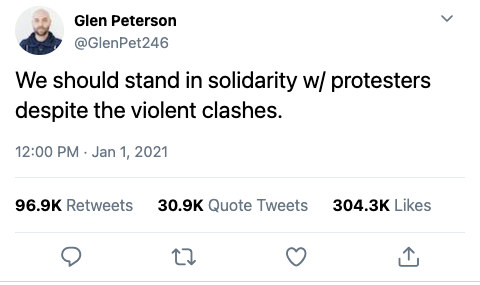 Glen Peterson
@GlenPet246
We should stand in solidarity w/ protesters
despite the violent clashes.
12:00 PM · Jan 1, 2021
96.9K Retweets 30.9K Quote Tweets 304.3K Likes